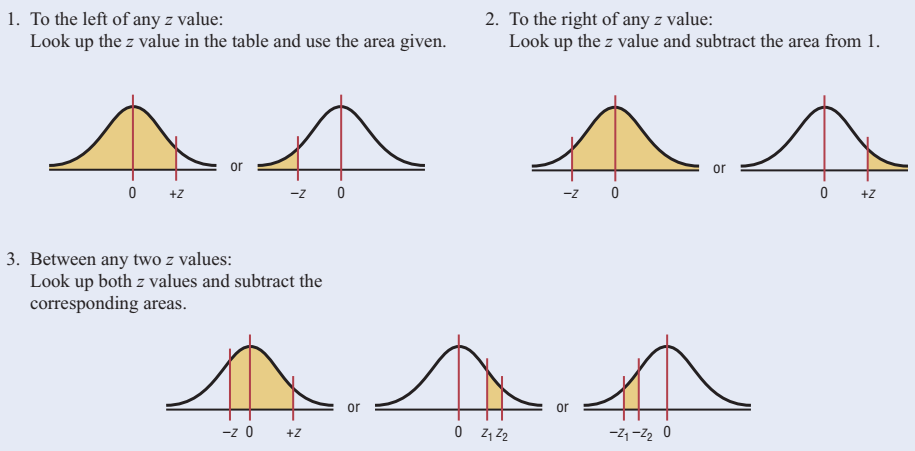 1. To the left of any z value:
Look up the z value in the table and use the area given.
2. To the right of any z value:
Look up the z value and subtract the area from 1.
0 +z
or
−z 0
−z 0
or
0 +z
3. Between any two z values:
Look up both z values and subtract the
corresponding areas.
−z 0 +z
or
0 z₁ z₂
or
−z₁ −z₂ 0